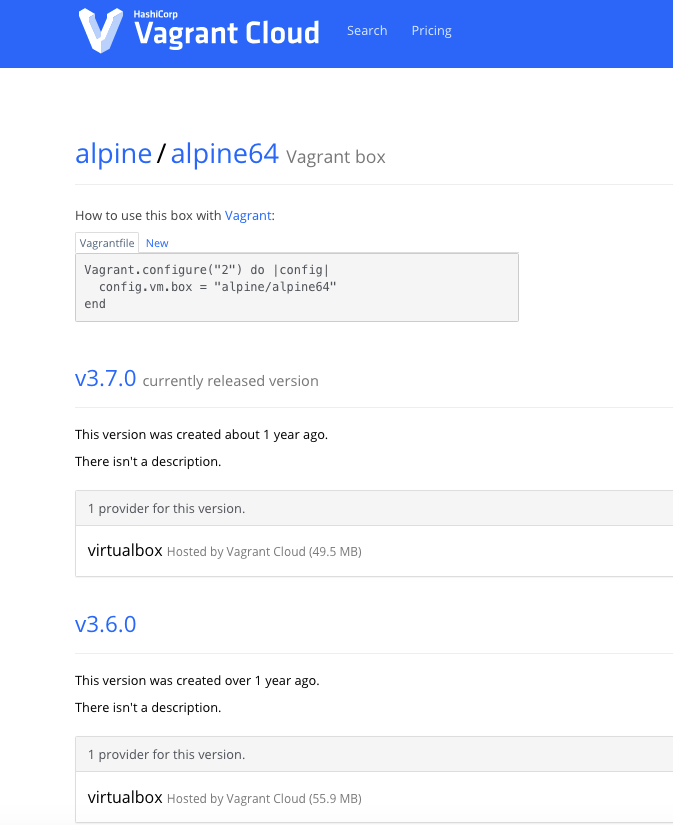 HashiCorp
Vagrant Cloud Search Pricing
alpine / alpine64 Vagrant box
How to use this box with Vagrant:
Vagrantfile New
Vagrant.configure("2") do |config|
  config.vm.box = "alpine/alpine64"
end
v3.7.0 currently released version
This version was created about 1 year ago.
There isn't a description.
1 provider for this version.
virtualbox Hosted by Vagrant Cloud (49.5 MB)
v3.6.0
This version was created over 1 year ago.
There isn't a description.
1 provider for this version.
virtualbox Hosted by Vagrant Cloud (55.9 MB)